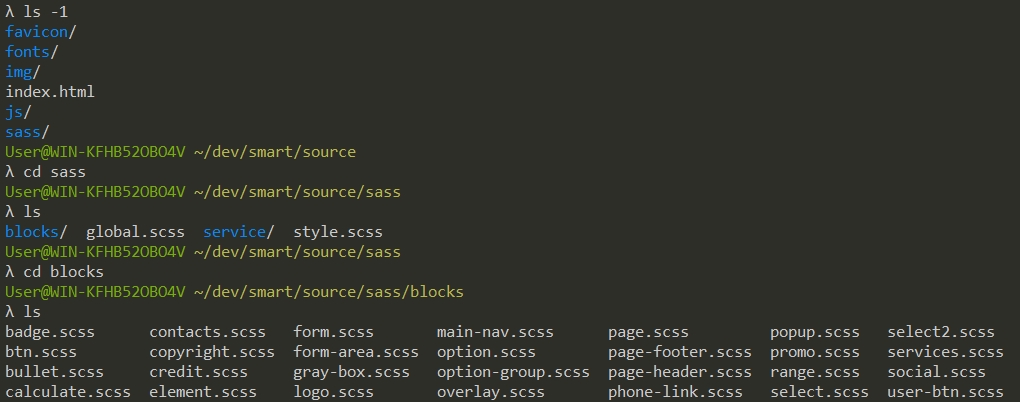 λ ls -1
favicon/
fonts/
img/
index.html
js/
sass/
User@WIN-KFHB52OBO4V ~/dev/smart/source
λ cd sass
User@WIN-KFHB52OBO4V ~/dev/smart/source/sass
λ ls
blocks/  global.scss  service/  style.scss
User@WIN-KFHB52OBO4V ~/dev/smart/source/sass
λ cd blocks
User@WIN-KFHB52OBO4V ~/dev/smart/source/sass/blocks
λ ls
badge.scss      contacts.scss   form.scss       main-nav.scss      page.scss         popup.scss   select2.scss
btn.scss        copyright.scss  form-area.scss  option.scss        page-footer.scss  promo.scss   services.scss
bullet.scss     credit.scss     gray-box.scss   option-group.scss  page-header.scss  range.scss   social.scss
calculate.scss  element.scss    logo.scss       overlay.scss       phone-link.scss   select.scss  user-btn.scss